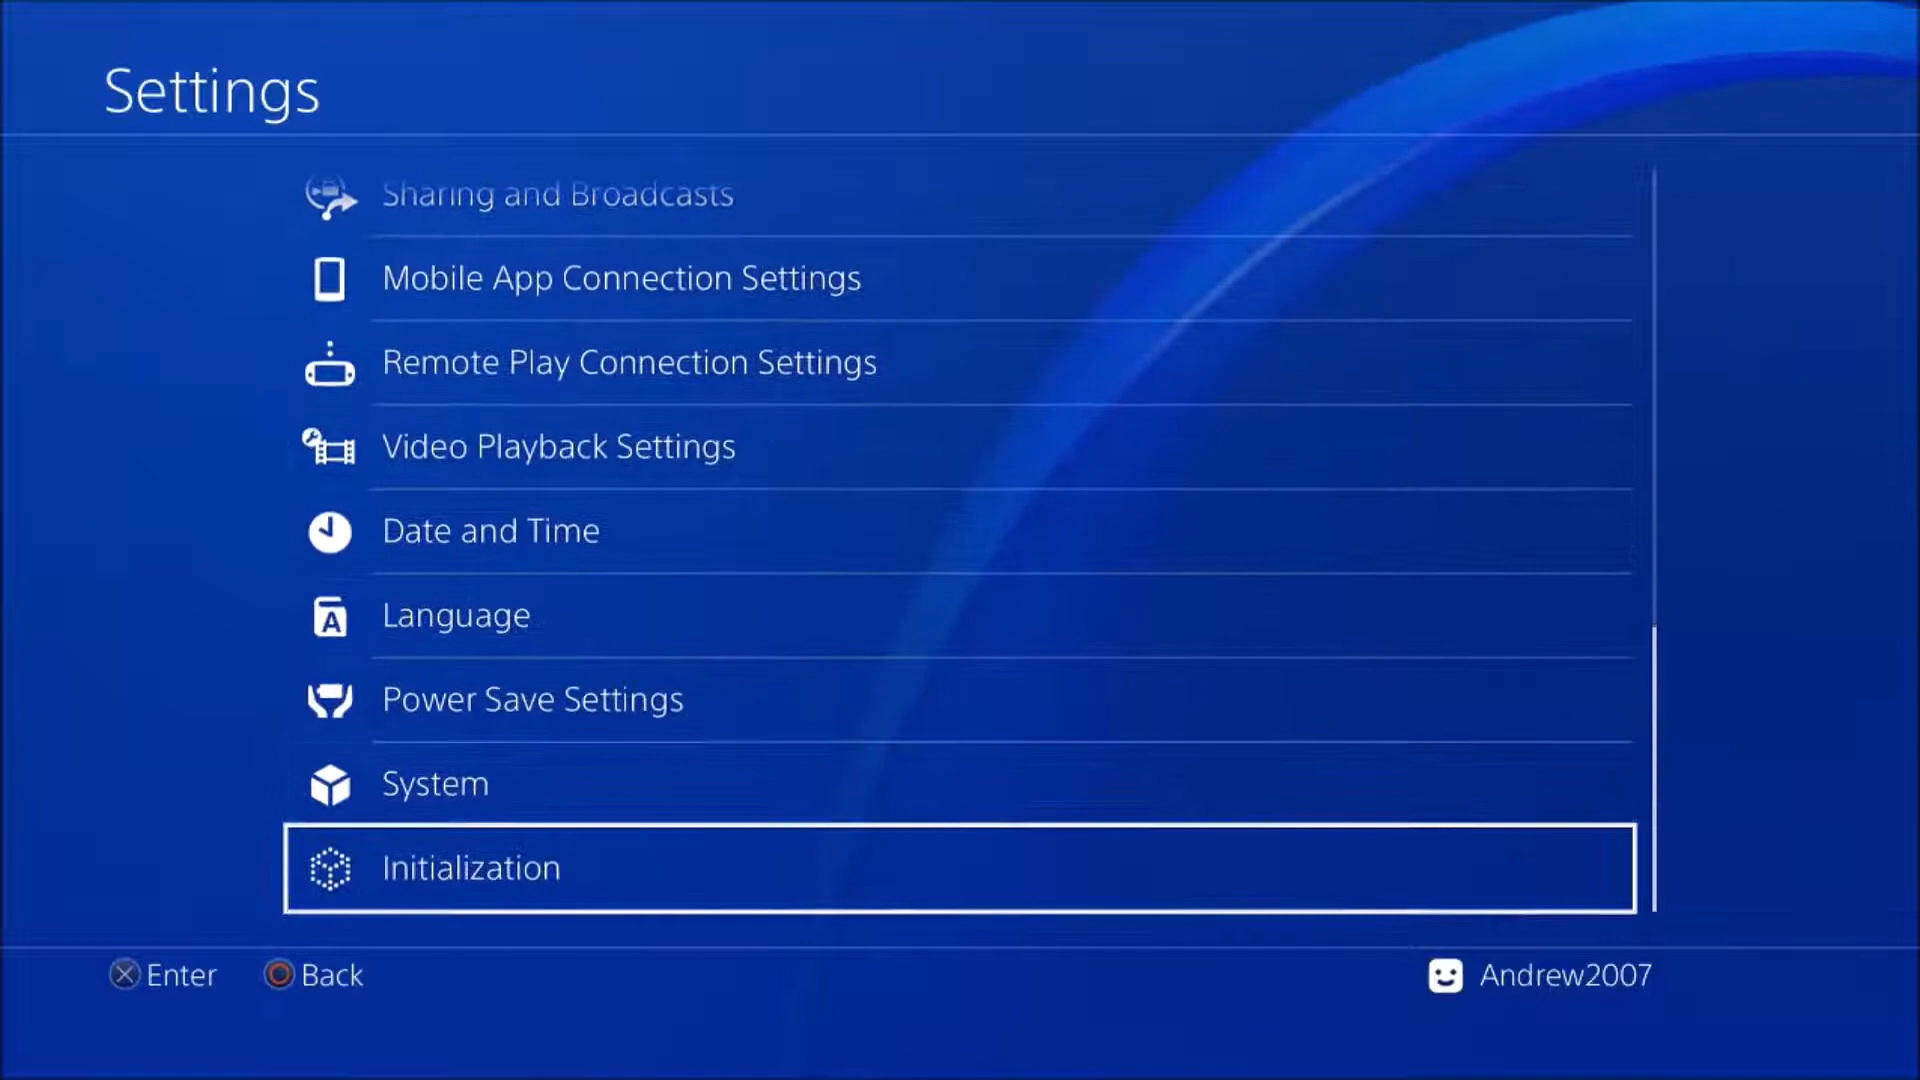 Settings
Sharing and Broadcasts
Mobile App Connection Settings
Remote Play Connection Settings
Video Playback Settings
Date and Time
Language
Power Save Settings
System
Initialization
Enter Back Andrew2007